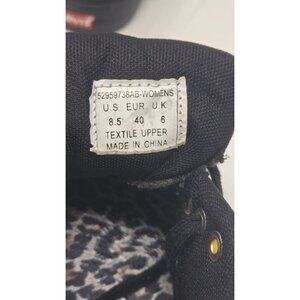 52959738AB-WOMENS
U.S EUR U.K
8.5 40 6
TEXTILE UPPER
MADE IN CHINA